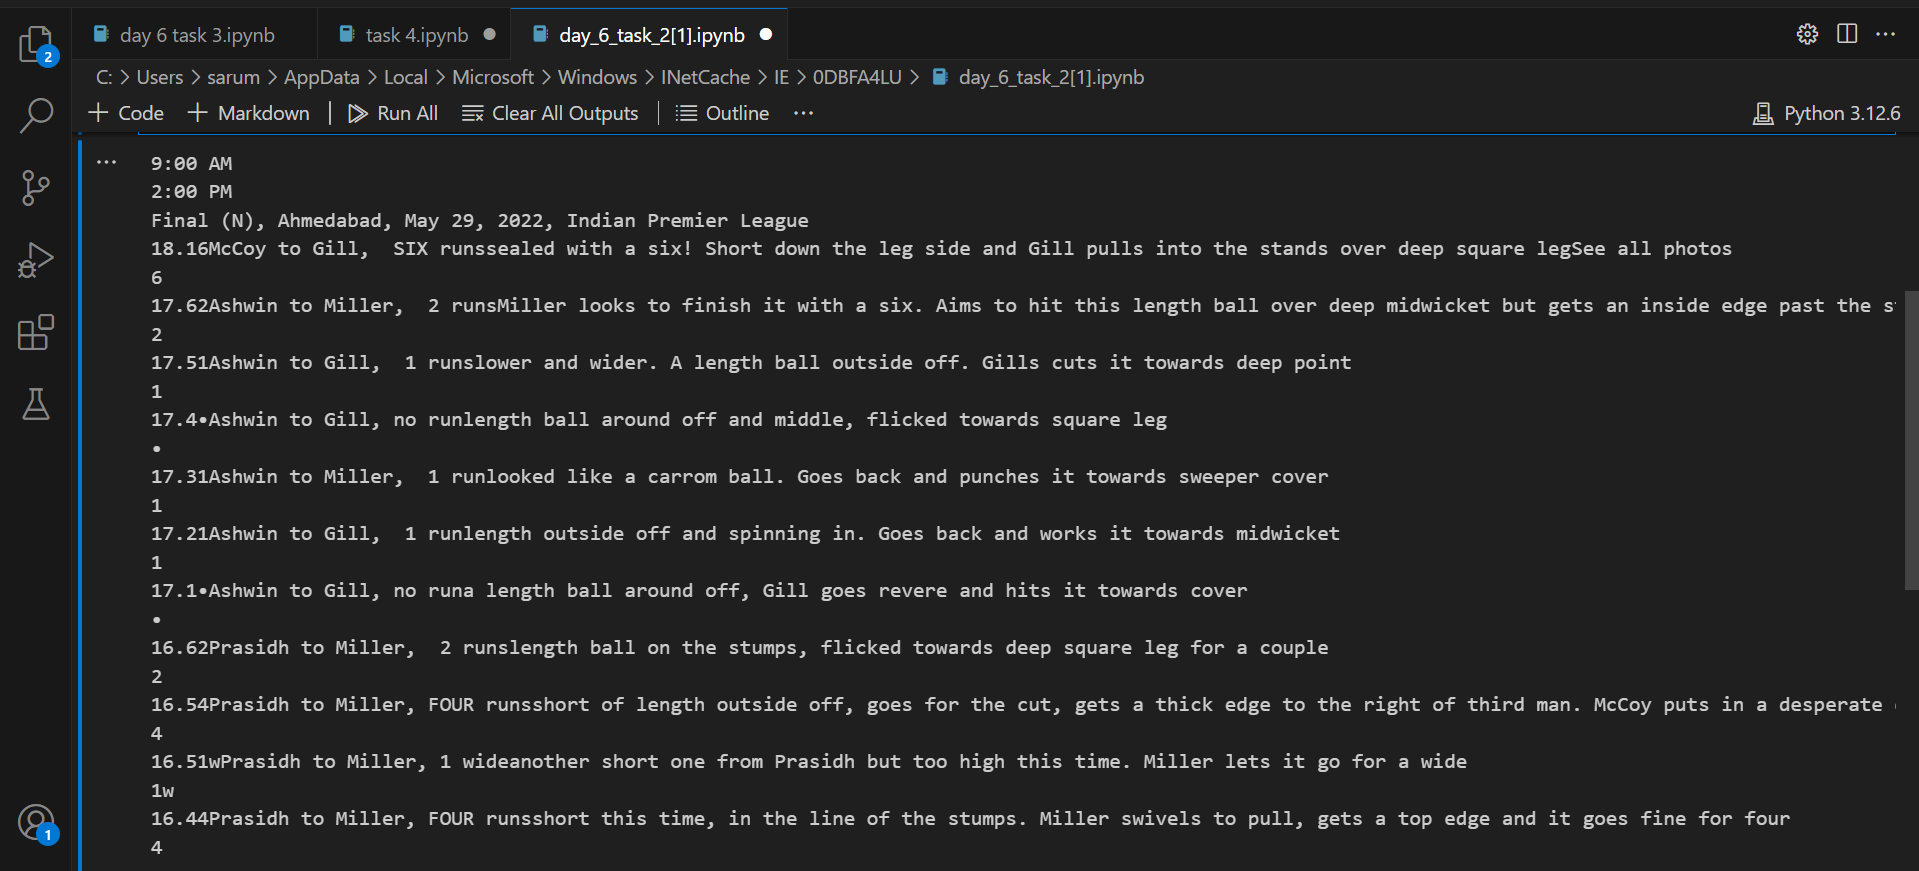 day 6 task 3.ipynb
task 4.ipynb
day_6_task_2[1].ipynb
2
C: > Users > sarum > AppData > Local > Microsoft > Windows > INetCache > IE > 0DBFA4LU > day_6_task_2[1].ipynb
+ Code + Markdown | Run All Clear All Outputs | Outline ...
Python 3.12.6
9:00 AM
2:00 PM
Final (N), Ahmedabad, May 29, 2022, Indian Premier League
18.16McCoy to Gill,  SIX runssealed with a six! Short down the leg side and Gill pulls into the stands over deep square legSee all photos
6
17.62Ashwin to Miller,  2 runsMiller looks to finish it with a six. Aims to hit this length ball over deep midwicket but gets an inside edge past the
2
17.51Ashwin to Gill,  1 runslower and wider. A length ball outside off. Gills cuts it towards deep point
1
17.4•Ashwin to Gill, no runlength ball around off and middle, flicked towards square leg
•
17.31Ashwin to Miller,  1 runlooked like a carrom ball. Goes back and punches it towards sweeper cover
1
17.21Ashwin to Gill,  1 runlength outside off and spinning in. Goes back and works it towards midwicket
1
17.1•Ashwin to Gill, no runa length ball around off, Gill goes revere and hits it towards cover
•
16.62Prasidh to Miller,  2 runslength ball on the stumps, flicked towards deep square leg for a couple
2
16.54Prasidh to Miller, FOUR runsshort of length outside off, goes for the cut, gets a thick edge to the right of third man. McCoy puts in a desperate
4
16.51wPrasidh to Miller, 1 wideanother short one from Prasidh but too high this time. Miller lets it go for a wide
1w
16.44Prasidh to Miller, FOUR runsshort this time, in the line of the stumps. Miller swivels to pull, gets a top edge and it goes fine for four
4
1